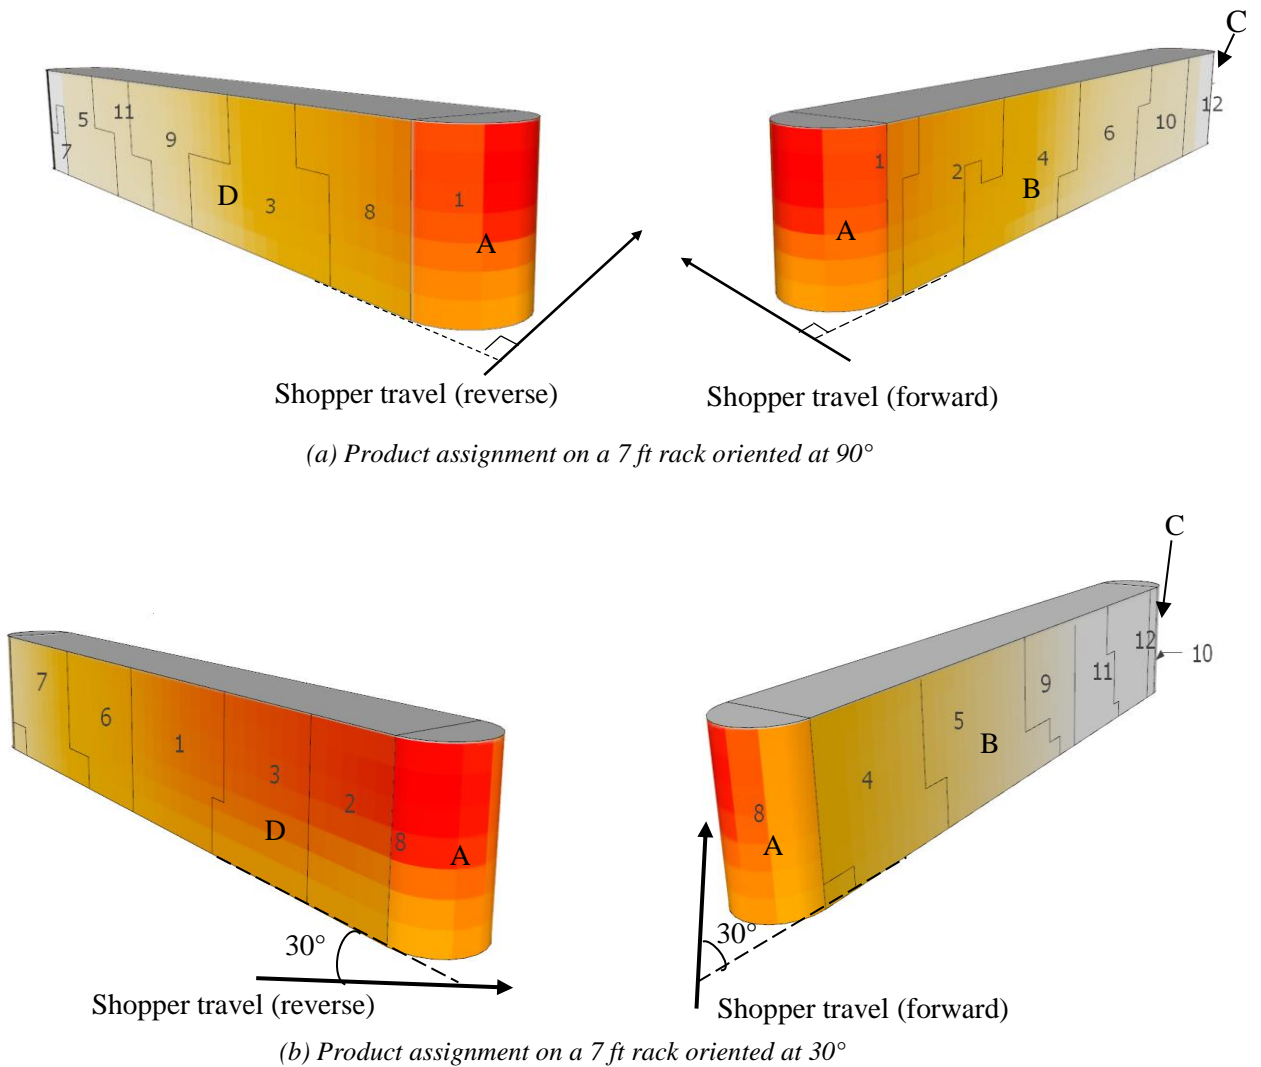 C
5
11
9
7
D
3
8
1
A
1
2
4
6
10
12
B
A
Shopper travel (reverse)
Shopper travel (forward)
(a) Product assignment on a 7 ft rack oriented at 90°
C
7
6
1
3
2
8
D
A
30°
Shopper travel (reverse)
12
10
11
9
5
B
4
8
A
30°
Shopper travel (forward)
(b) Product assignment on a 7 ft rack oriented at 30°